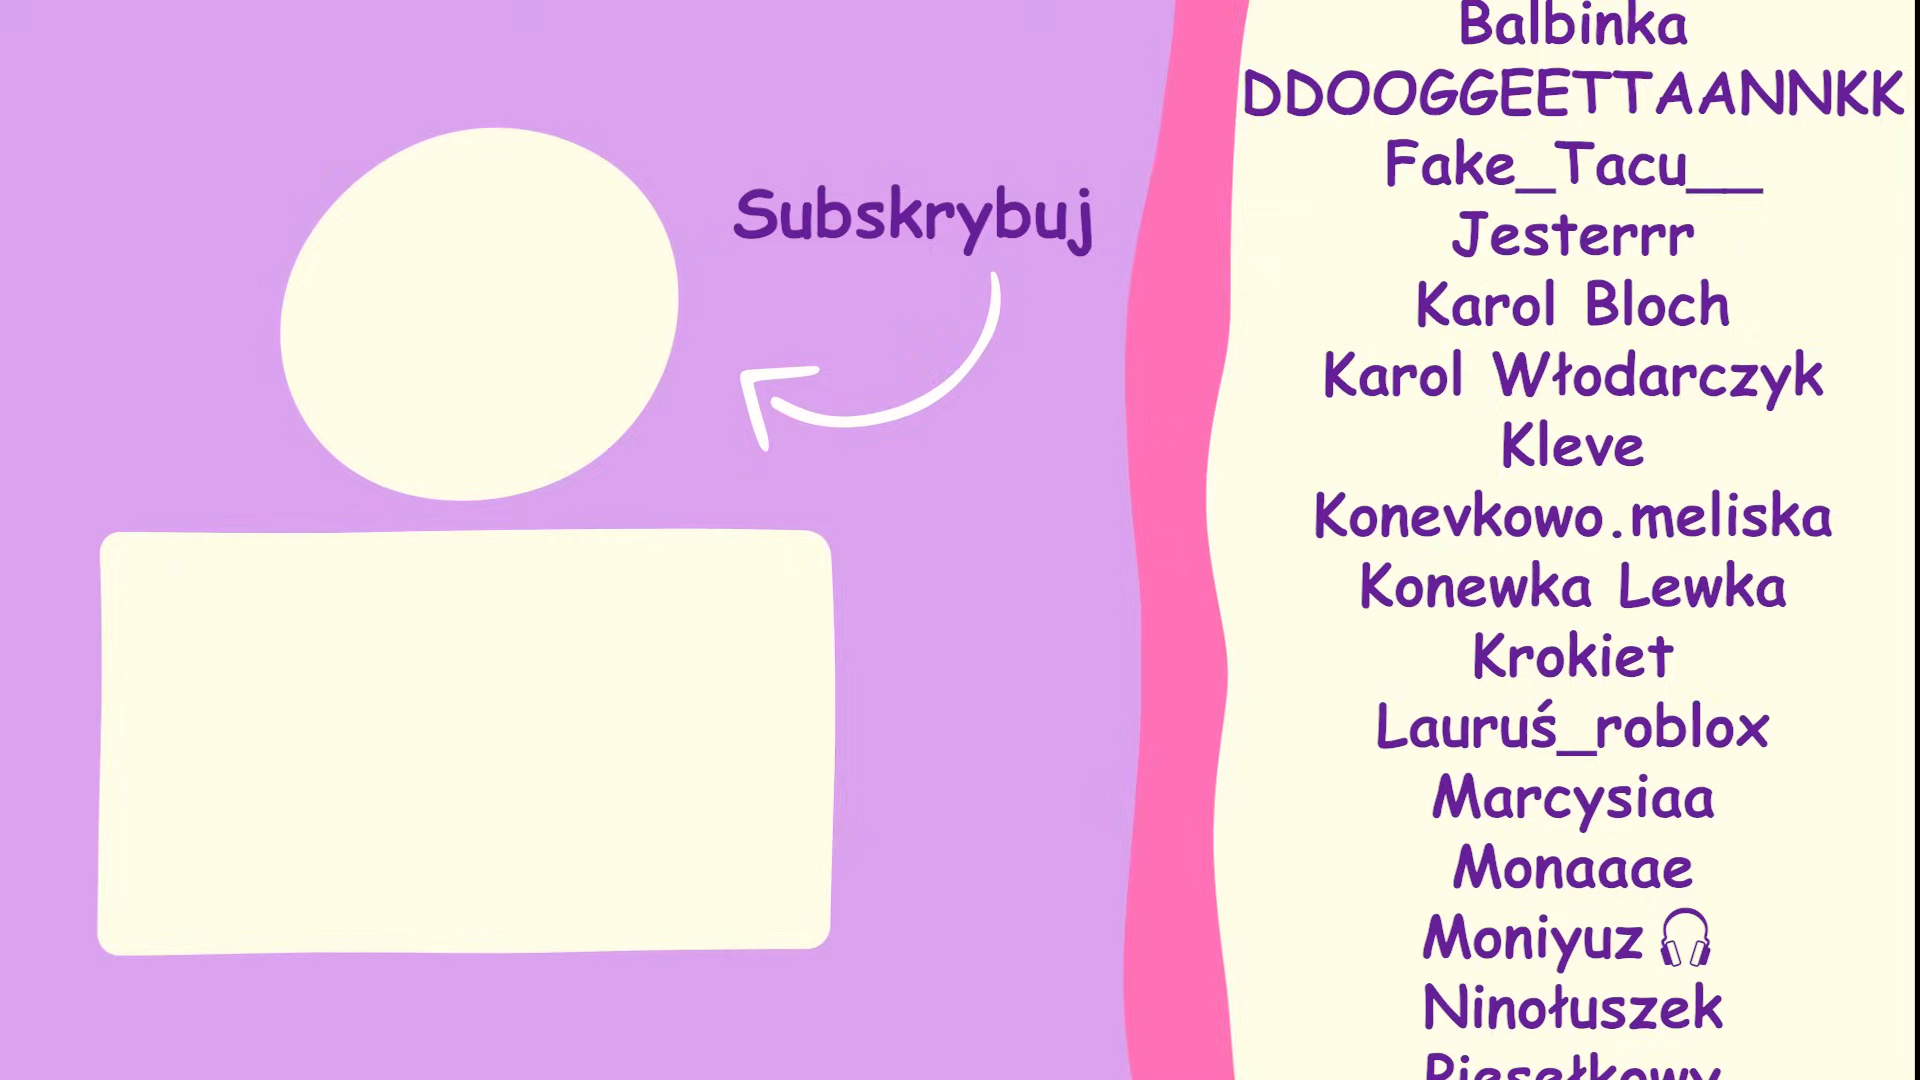 Subskrybuj
Balbinka
DDOOGGEETTAANNKK
Fake_Tacu__
Jesterrr
Karol Bloch
Karol Włodarczyk
Kleve
Konevkowo.meliska
Konewka Lewka
Krokiet
Lauruś_roblox
Marcysiaa
Monaaae
Moniyuz 🎧
Ninołuszek
Piesełkowy